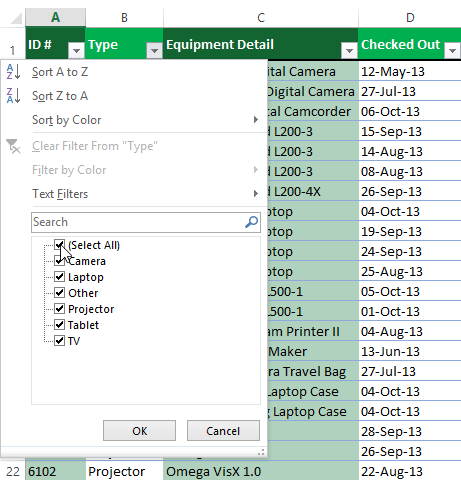 A B C D
1 ID # Type Equipment Detail Checked Out
Sort A to Z
Sort Z to A
Sort by Color
Clear Filter From "Type"
Filter by Color
Text Filters
Search
(Select All)
Camera
Laptop
Other
Projector
Tablet
TV
OK Cancel
ital Camera 12-May-13
Digital Camera 27-Jul-13
tal Camcorder 06-Oct-13
L200-3 15-Sep-13
L200-3 14-Aug-13
L200-3 08-Aug-13
L200-4X 26-Sep-13
ptop 04-Oct-13
ptop 19-Sep-13
ptop 24-Sep-13
ptop 25-Aug-13
L500-1 05-Oct-13
L500-1 01-Oct-13
am Printer II 04-Aug-13
Maker 13-Jun-13
ra Travel Bag 27-Jul-13
Laptop Case 04-Oct-13
Laptop Case 04-Oct-13
28-Sep-13
26-Sep-13
22 6102 Projector Omega VisX 1.0 22-Aug-13